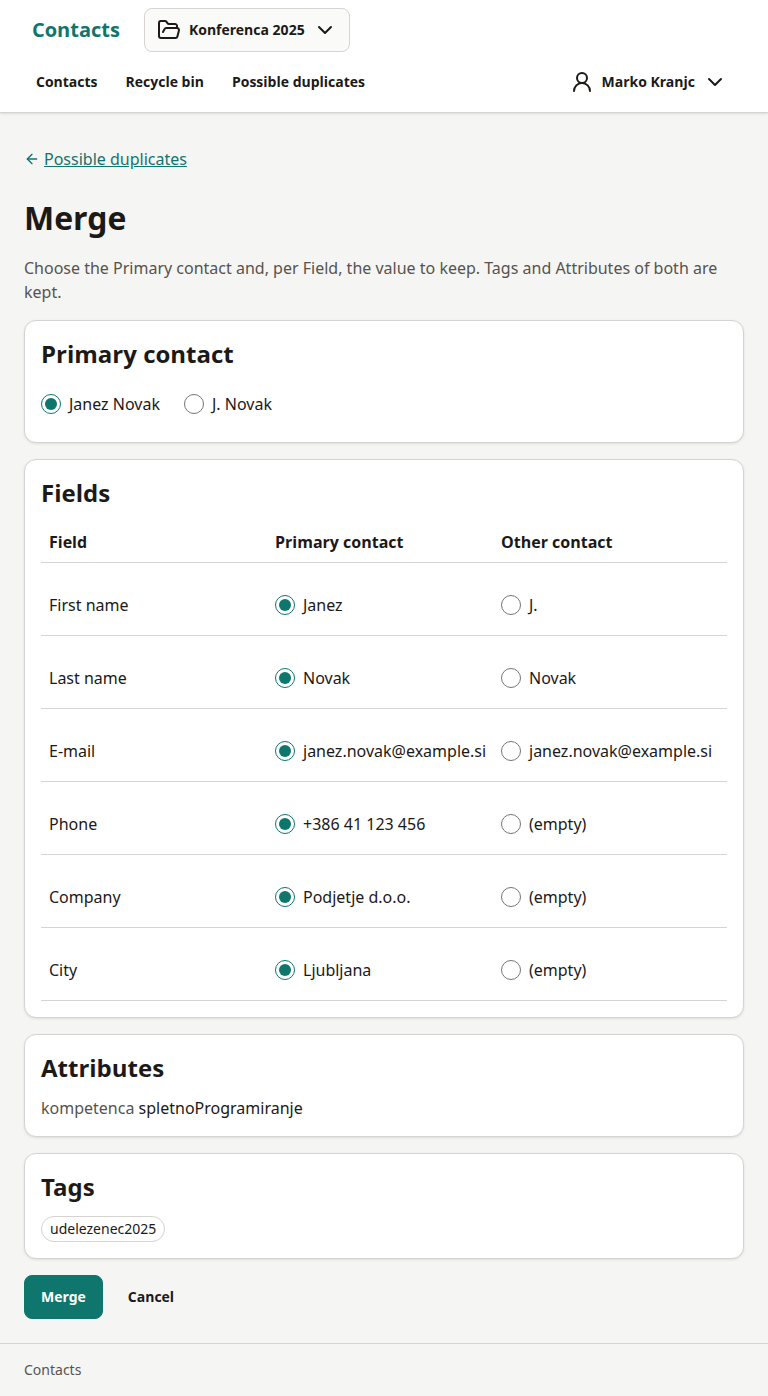 Contacts
Konferenca 2025
Contacts
Recycle bin
Possible duplicates
Marko Kranjc
Possible duplicates
Merge
Choose the Primary contact and, per Field, the value to keep. Tags and Attributes of both are
kept.
Primary contact
Janez Novak
J. Novak
Fields
Field Primary contact Other contact
First name Janez J.
Last name Novak Novak
E-mail janez.novak@example.si janez.novak@example.si
Phone +386 41 123 456 (empty)
Company Podjetje d.o.o. (empty)
City Ljubljana (empty)
Attributes
kompetenca spletnoProgramiranje
Tags
udelezenec2025
Merge
Cancel
Contacts